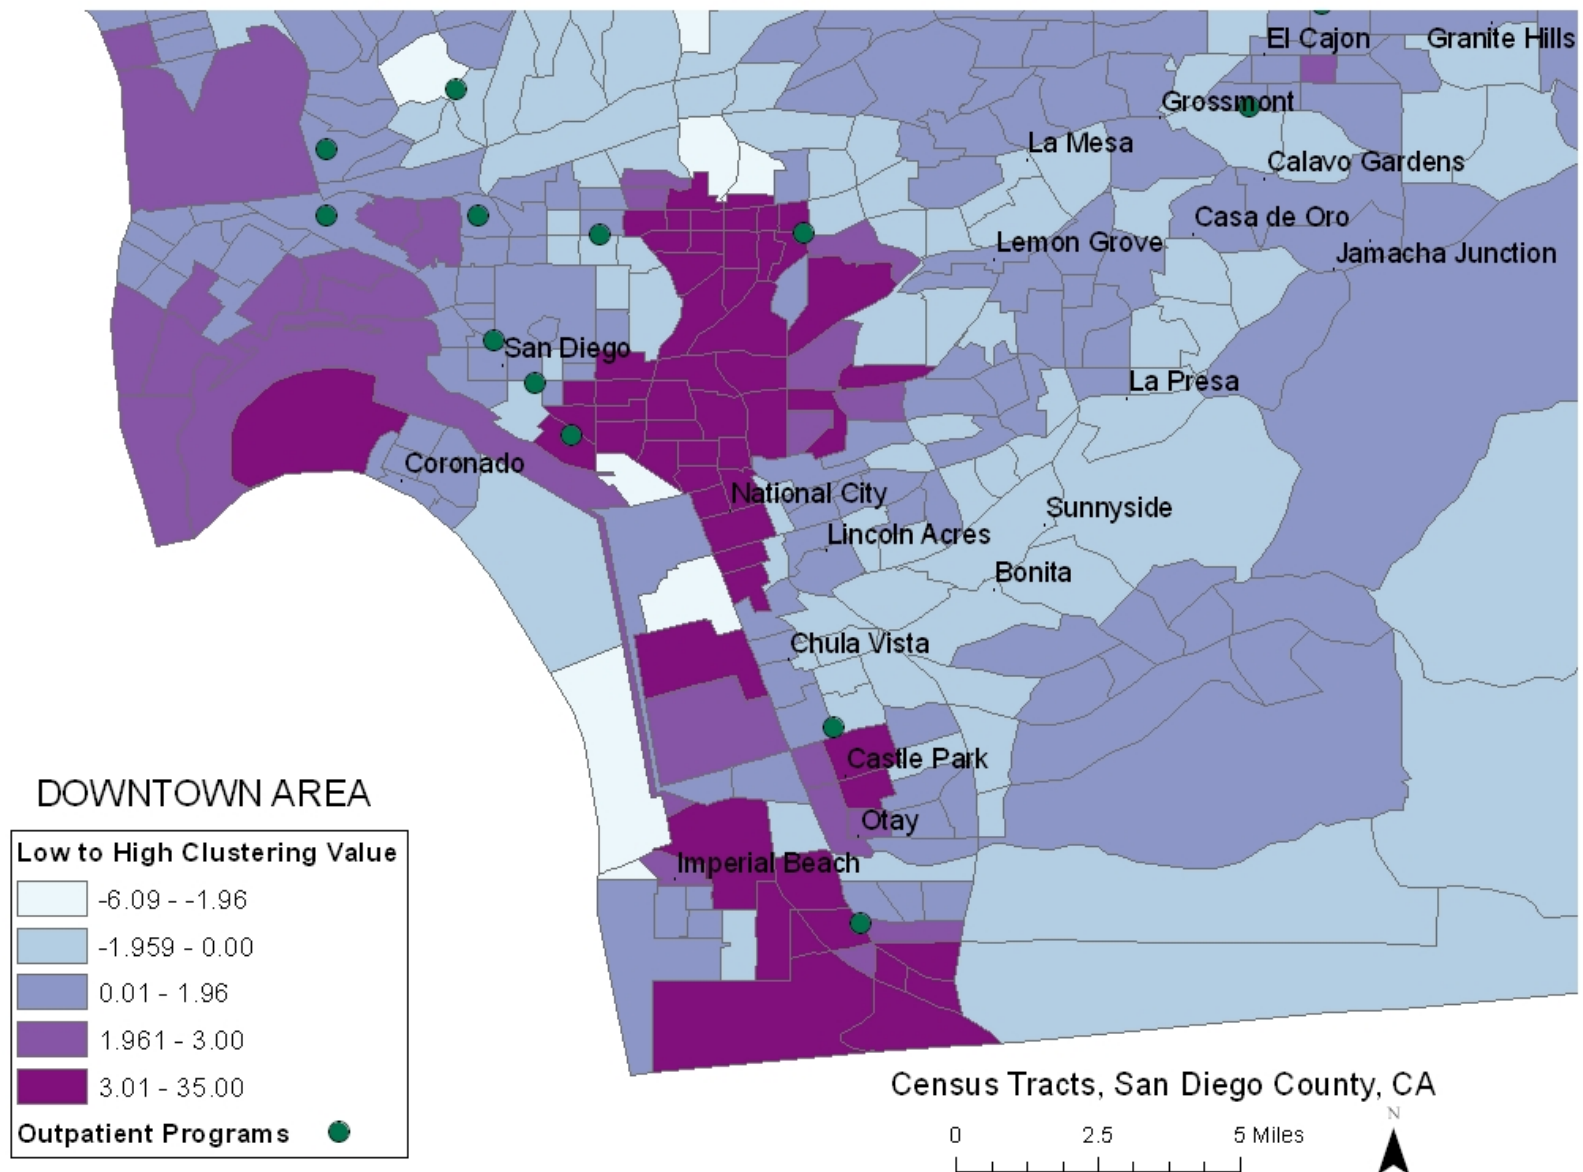 El Cajon
Granite Hills
Grossmont
La Mesa
Calavo Gardens
Casa de Oro
Lemon Grove
Jamacha Junction
San Diego
La Presa
Coronado
National City
Sunnyside
Lincoln Acres
Bonita
Chula Vista
Castle Park
Otay
Imperial Beach
DOWNTOWN AREA
Low to High Clustering Value
-6.09 - -1.96
-1.959 - 0.00
0.01 - 1.96
1.961 - 3.00
3.01 - 35.00
Outpatient Programs
Census Tracts, San Diego County, CA
0 2.5 5 Miles
N